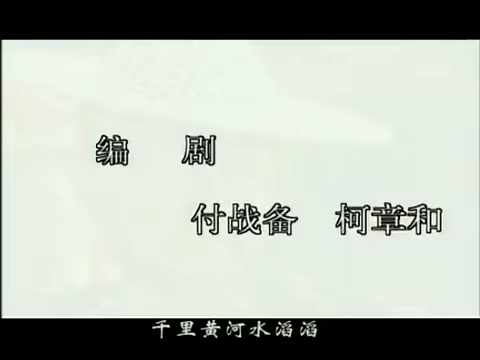 编 剧
付战备 柯章和
千里黄河水滔滔